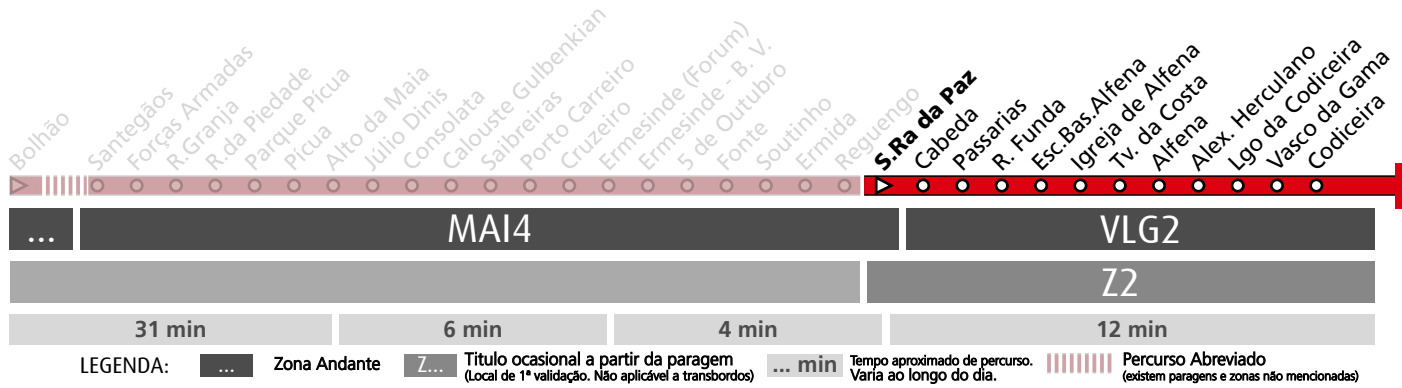 Bolhão
Santegãos
Forças Armadas
R.Granja
R.da Piedade
Parque Pícua
Picua
Alto da Maia
Julio Dinis
Consolata
Calouste Gulbenkian
Saibreiras
Porto Carreiro
Cruzeiro
Ermesinde (Forum)
Ermesinde - B. V.
5 de Outubro
Fonte
Soutinho
Ermida
Reguengo
S.Ra da Paz
Cabeda
Passarias
R. Funda
Esc.Bas.Alfena
Igreja de Alfena
Tv. da Costa
Alfena
Alex. Herculano
Lgo da Codiceira
Vasco da Gama
Codiceira
... MAI4 VLG2
Z2
31 min 6 min 4 min 12 min
LEGENDA:
... Zona Andante
Z... Titulo ocasional a partir da paragem
(Local de 1ª validação. Não aplicável a transbordos)
... min Tempo aproximado de percurso.
Varia ao longo do dia.
Percurso Abreviado
(existem paragens e zonas não mencionadas)